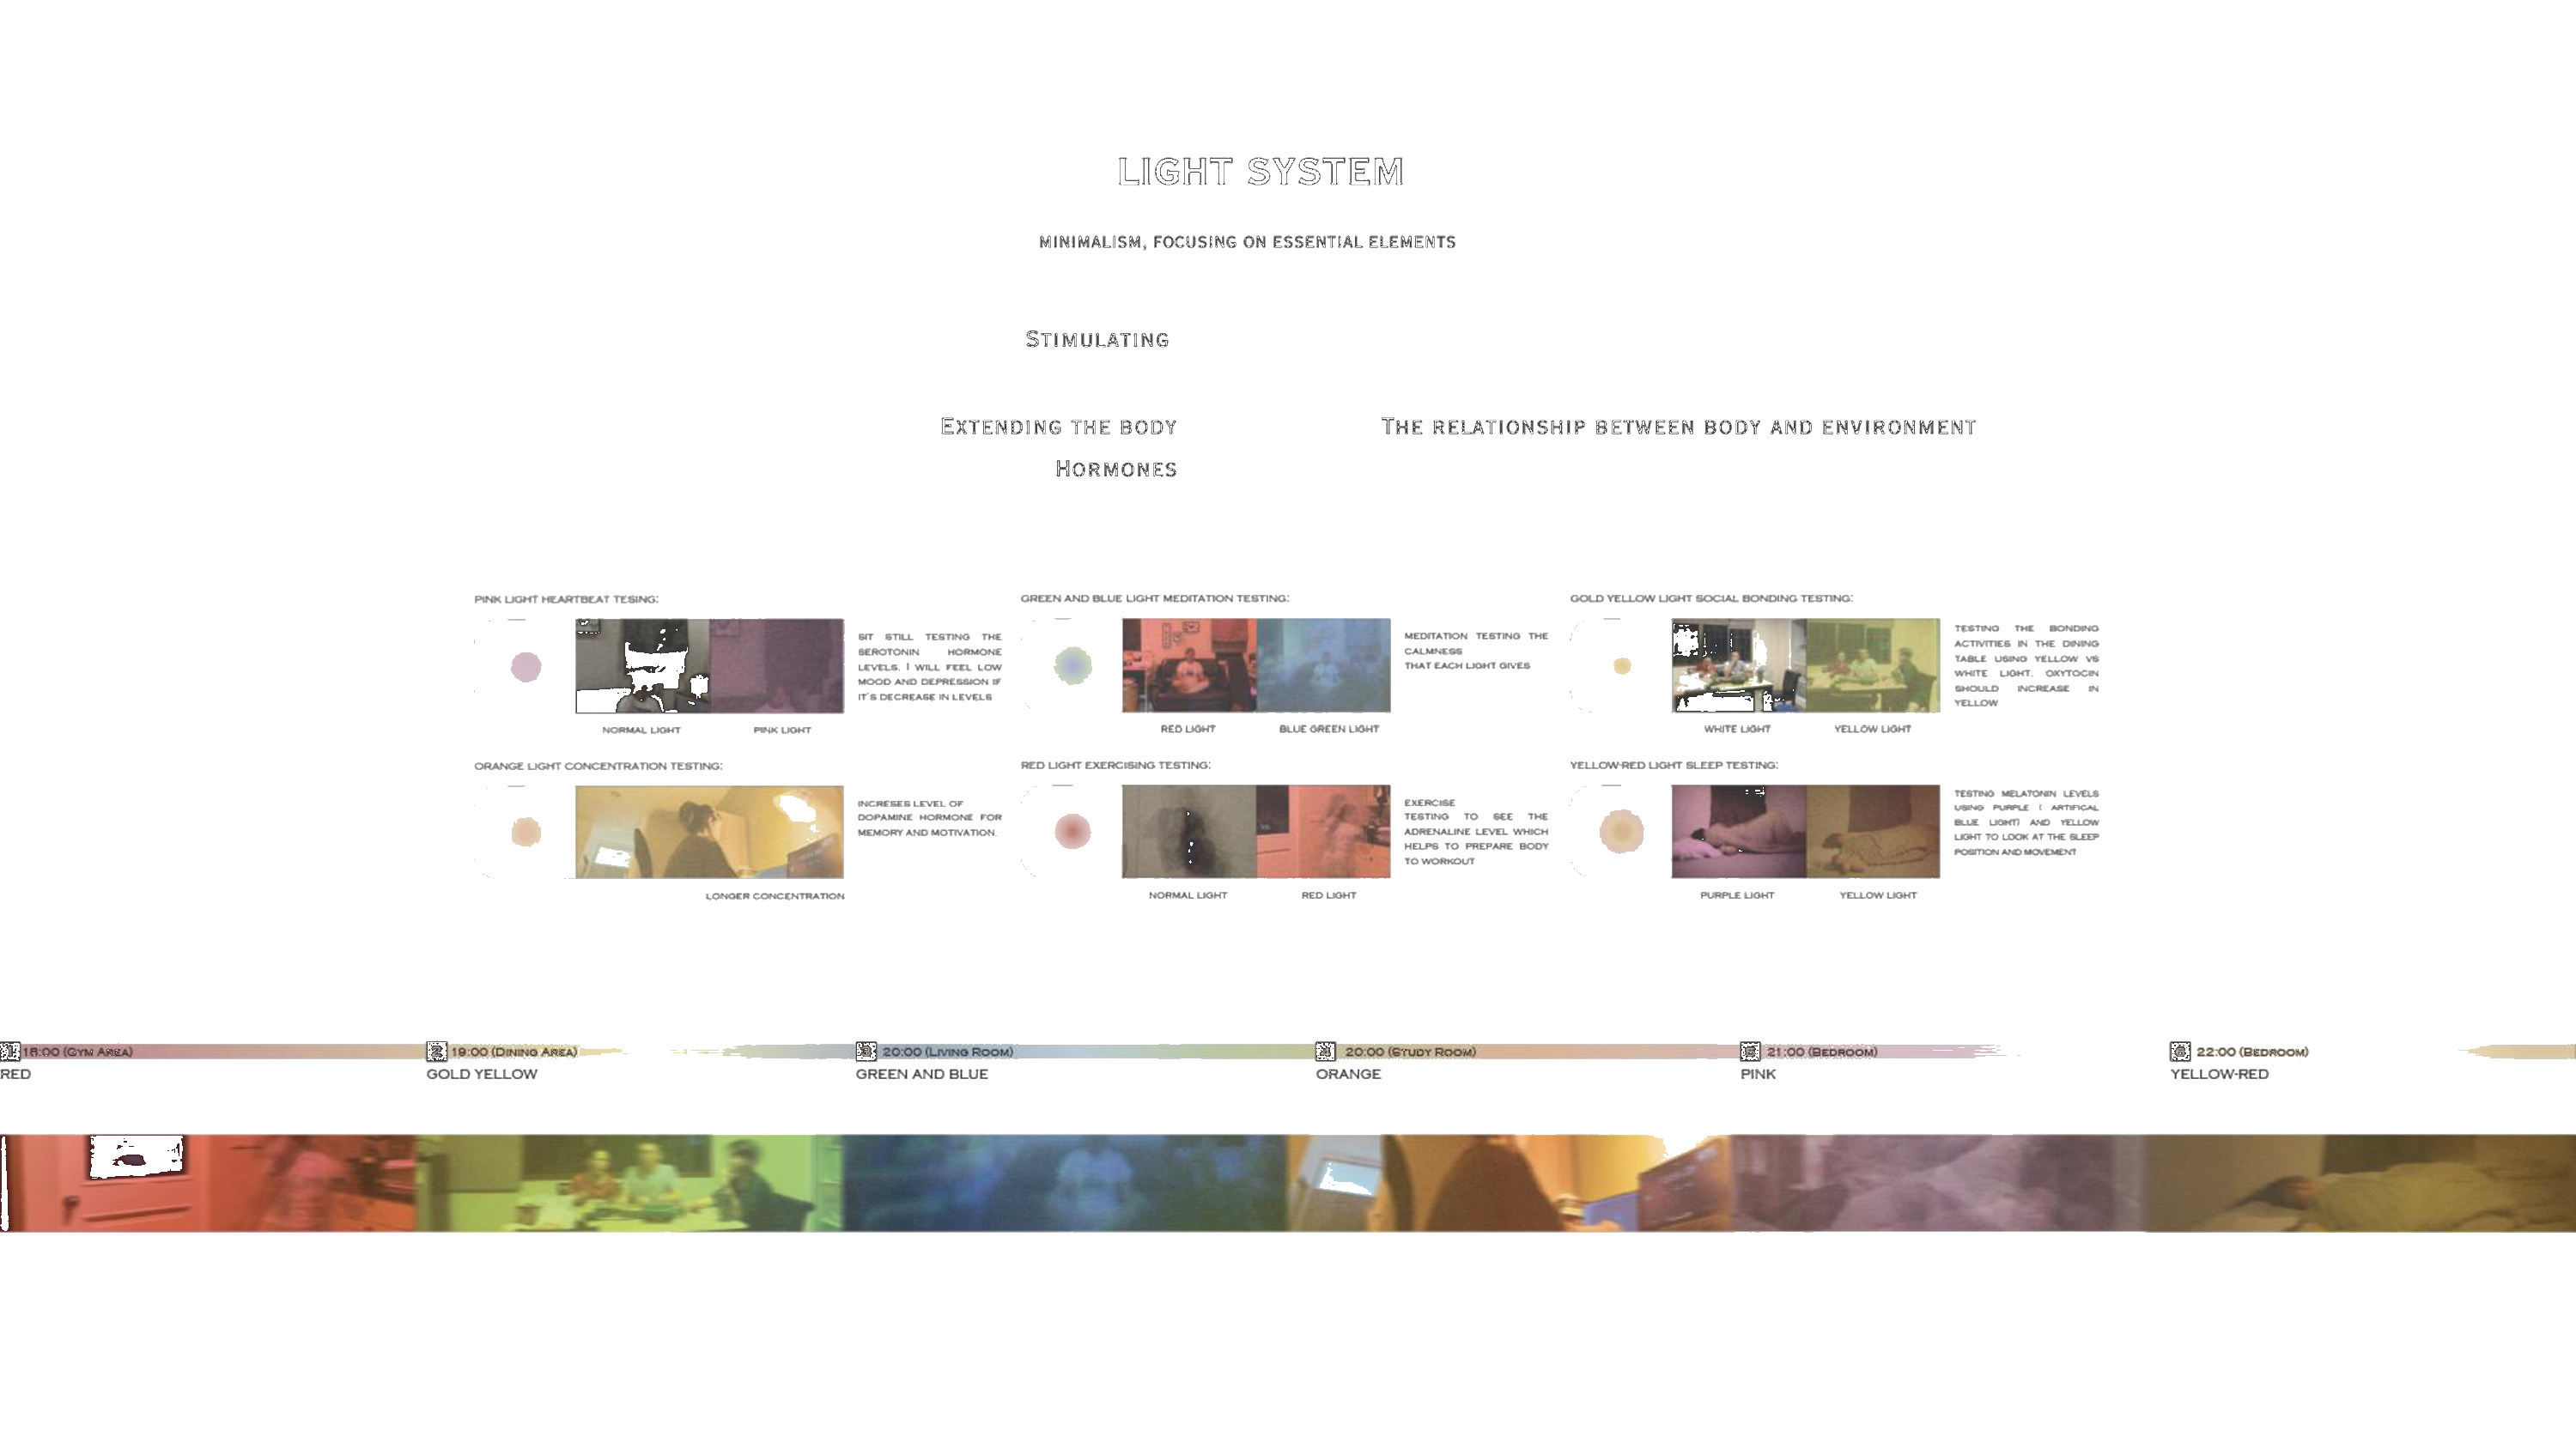 LIGHT SYSTEM
MINIMALISM, FOCUSING ON ESSENTIAL ELEMENTS
STIMULATING
EXTENDING THE BODY
HORMONES
THE RELATIONSHIP BETWEEN BODY AND ENVIRONMENT
PINK LIGHT HEARTBEAT TESING:
SIT STILL TESTING THE
SEROTONIN HORMONE
LEVELS. I WILL FEEL LOW
MOOD AND DEPRESSION IF
IT'S DECREASE IN LEVELS
NORMAL LIGHT PINK LIGHT
GREEN AND BLUE LIGHT MEDITATION TESTING:
MEDITATION TESTING THE
CALMNESS
THAT EACH LIGHT GIVES
RED LIGHT BLUE GREEN LIGHT
GOLD YELLOW LIGHT SOCIAL BONDING TESTING:
TESTING THE BONDING
ACTIVITIES IN THE DINING
TABLE USING YELLOW VS
WHITE LIGHT. OXYTOCIN
SHOULD INCREASE IN
YELLOW
WHITE LIGHT YELLOW LIGHT
ORANGE LIGHT CONCENTRATION TESTING:
INCRESES LEVEL OF
DOPAMINE HORMONE FOR
MEMORY AND MOTIVATION.
LONGER CONCENTRATION
RED LIGHT EXERCISING TESTING:
EXERCISE
TESTING TO SEE THE
ADRENALINE LEVEL WHICH
HELPS TO PREPARE BODY
TO WORKOUT
NORMAL LIGHT RED LIGHT
YELLOW-RED LIGHT SLEEP TESTING:
TESTING MELATONIN LEVELS
USING PURPLE ( ARTIFICAL
BLUE LIGHT) AND YELLOW
LIGHT TO LOOK AT THE SLEEP
POSITION AND MOVEMENT
PURPLE LIGHT YELLOW LIGHT
1 18:00 (GYM AREA)
RED
2 19:00 (DINING AREA)
GOLD YELLOW
3 20:00 (LIVING ROOM)
GREEN AND BLUE
4 20:00 (STUDY ROOM)
ORANGE
5 21:00 (BEDROOM)
PINK
6 22:00 (BEDROOM)
YELLOW-RED